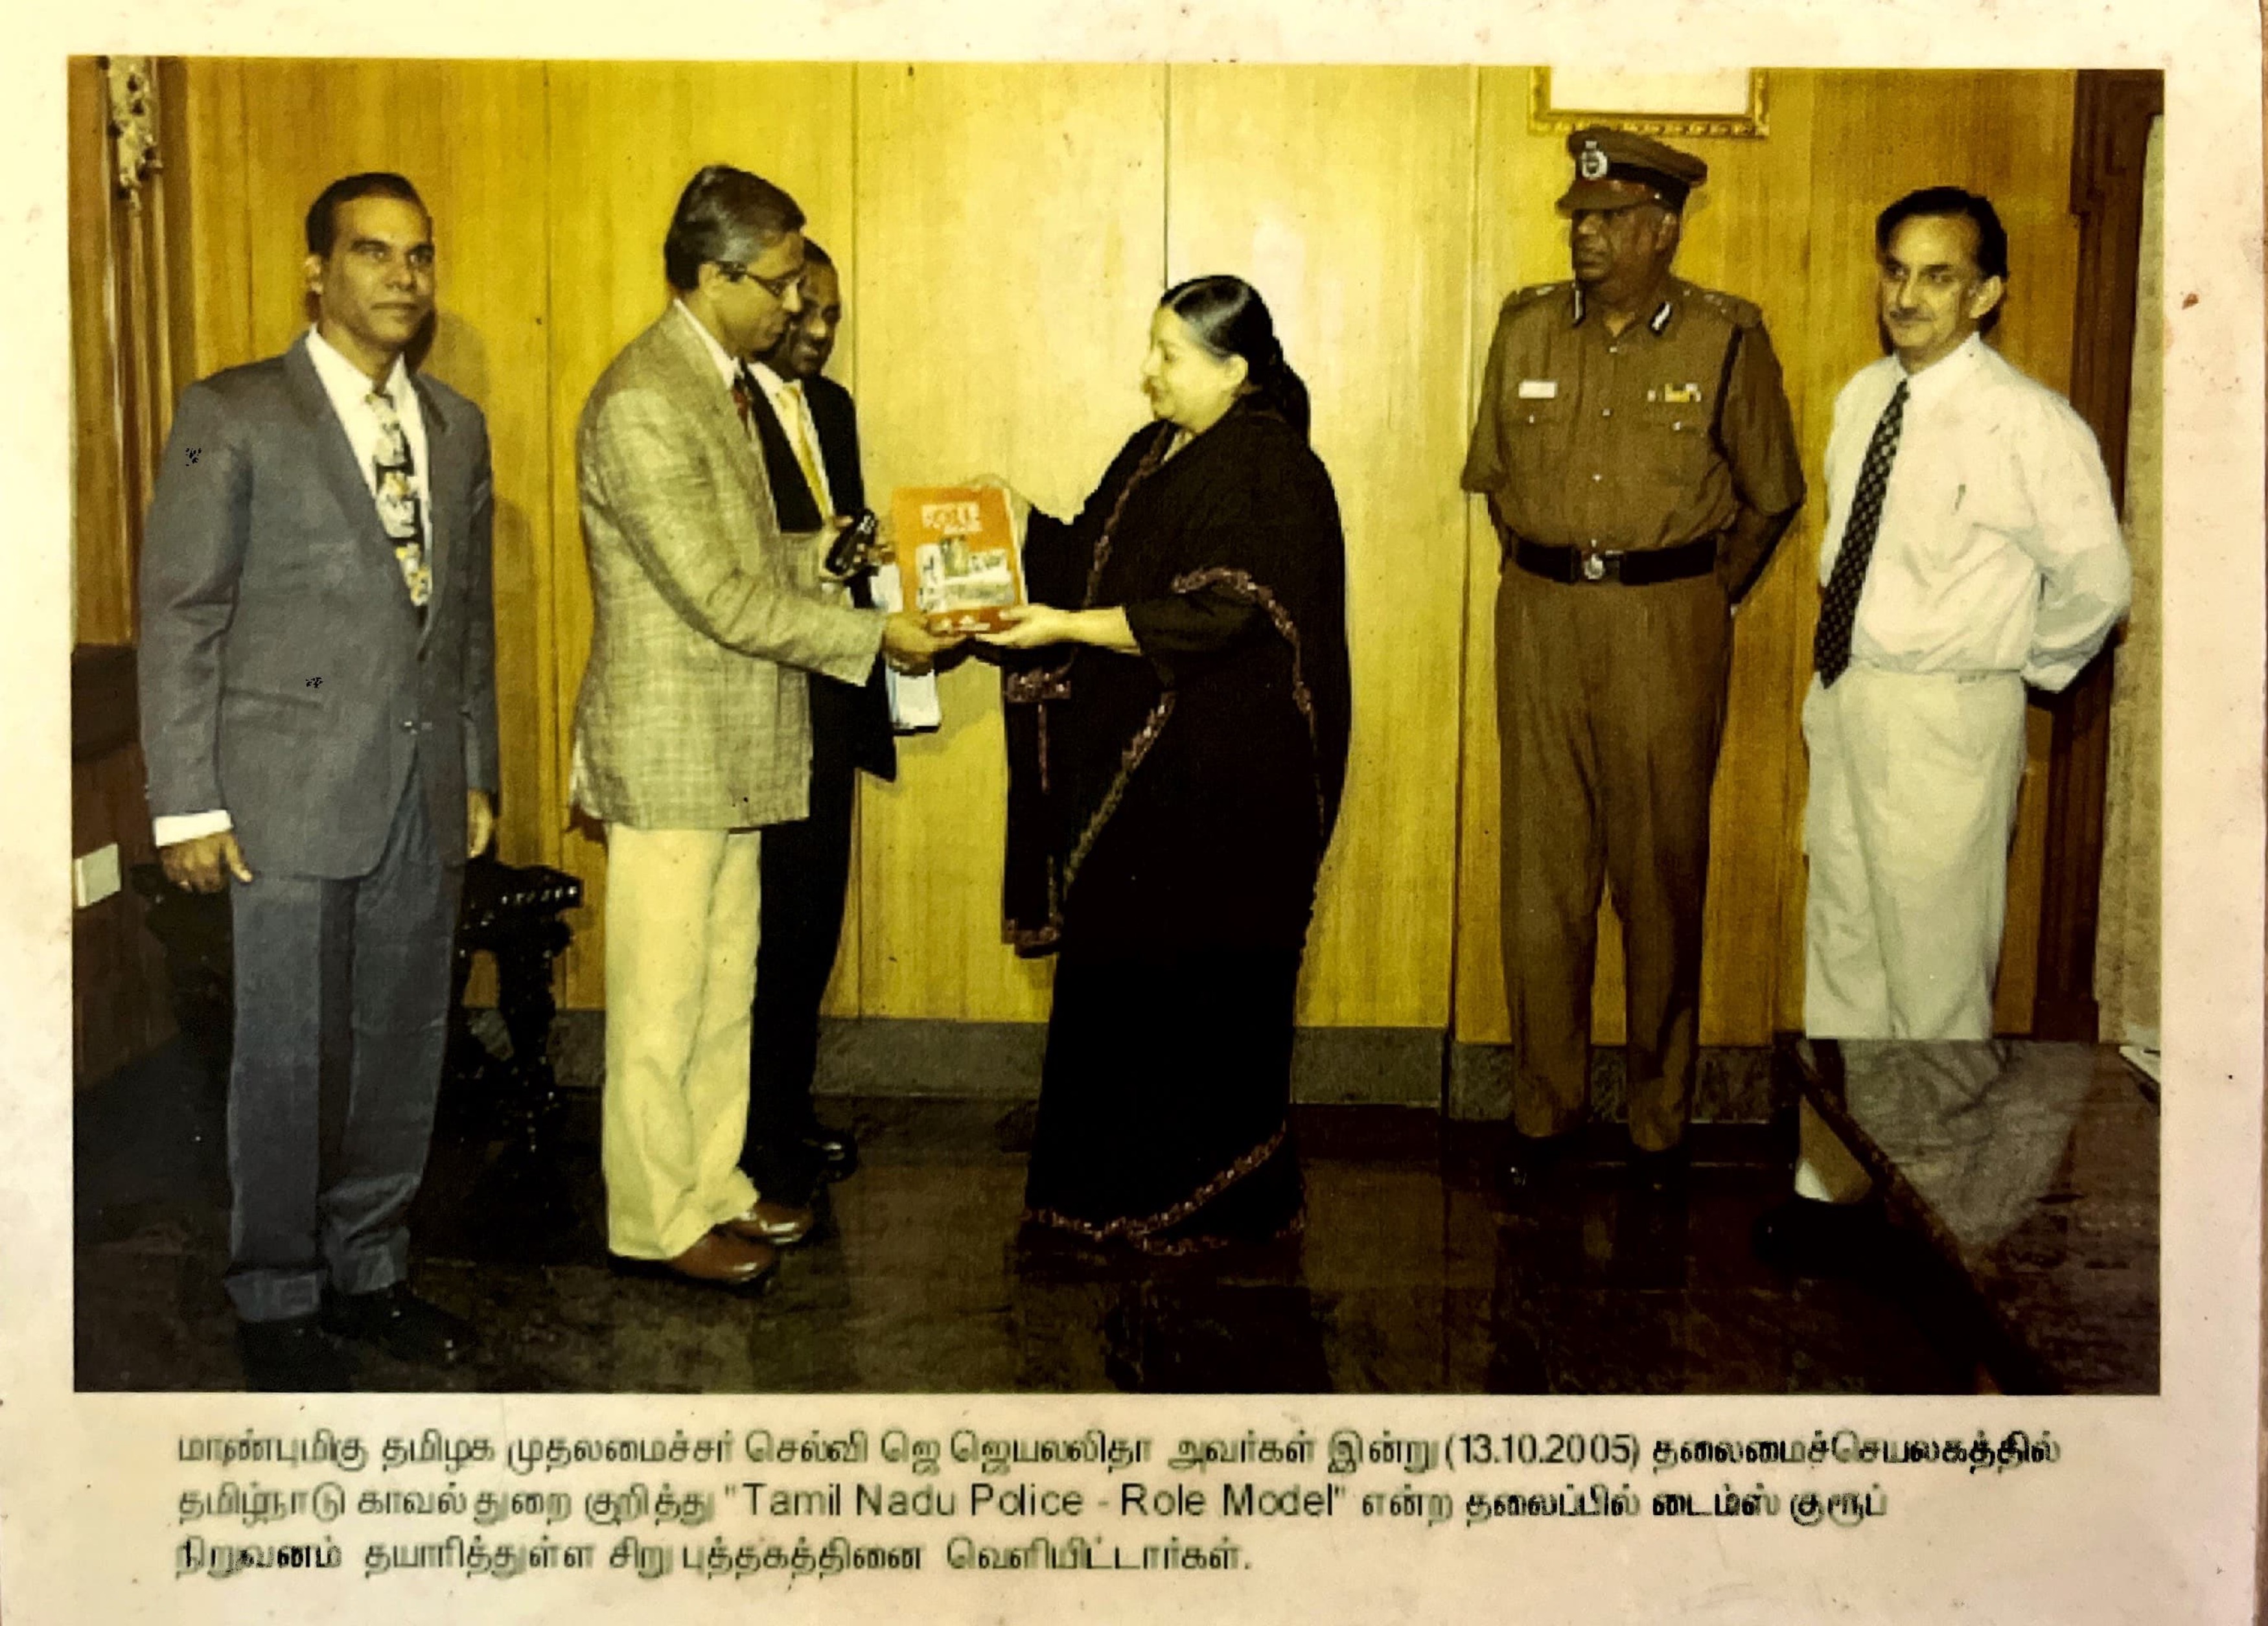 மாண்புமிகு தமிழக முதலமைச்சர் செல்வி ஜெ ஜெயலலிதா அவர்கள் இன்று (13.10.2005) தலைமைச்செயலகத்தில்
தமிழ்நாடு காவல் துறை குறித்து "Tamil Nadu Police - Role Model" என்ற தலைப்பில் டைம்ஸ் குரூப்
நிறுவனம் தயாரித்துள்ள சிறு புத்தகத்தினை வெளியிட்டார்கள்.